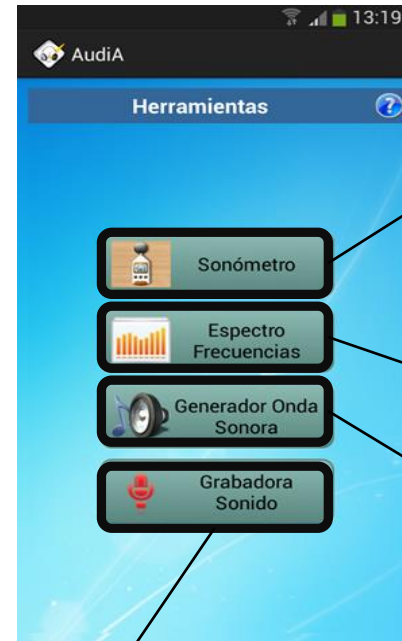 13:19
AudiA
Herramientas
Sonómetro
Espectro
Frecuencias
Generador Onda
Sonora
Grabadora
Sonido